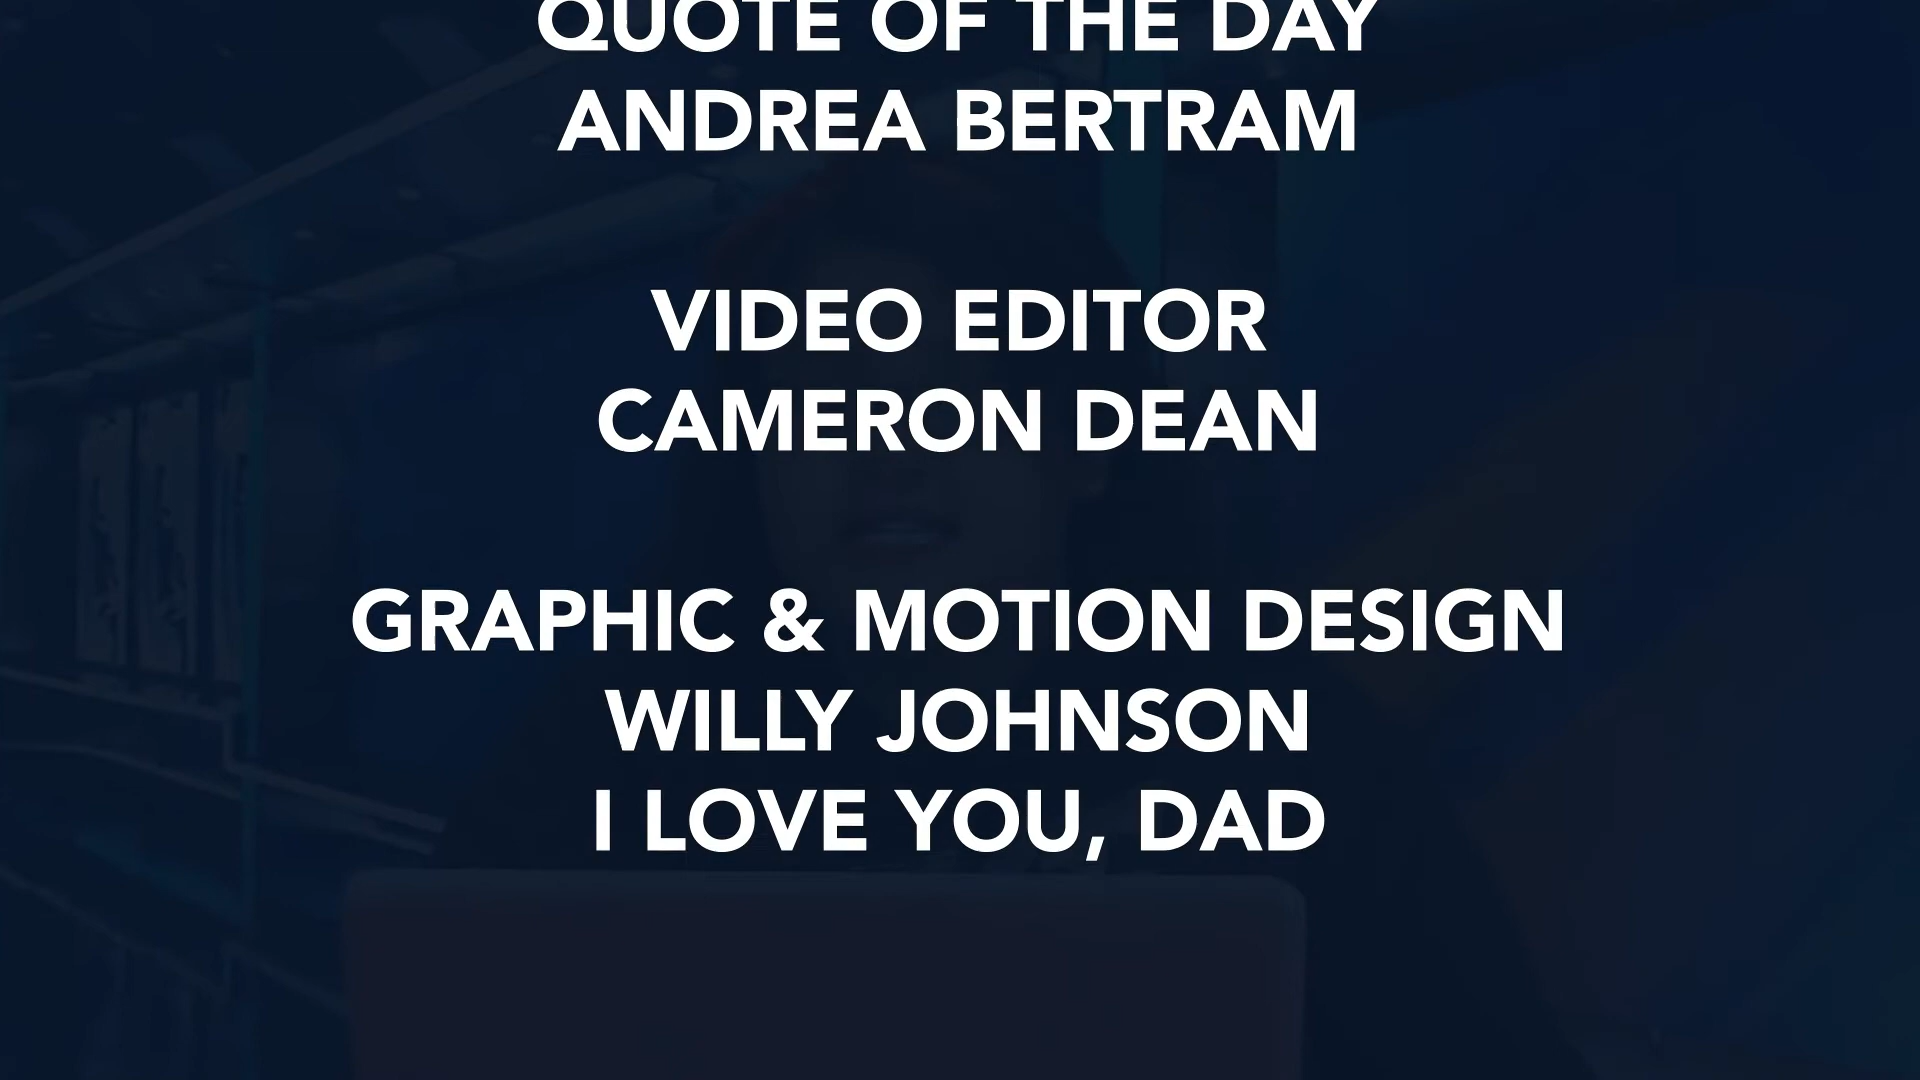 QUOTE OF THE DAY
ANDREA BERTRAM
VIDEO EDITOR
CAMERON DEAN
GRAPHIC & MOTION DESIGN
WILLY JOHNSON
I LOVE YOU, DAD